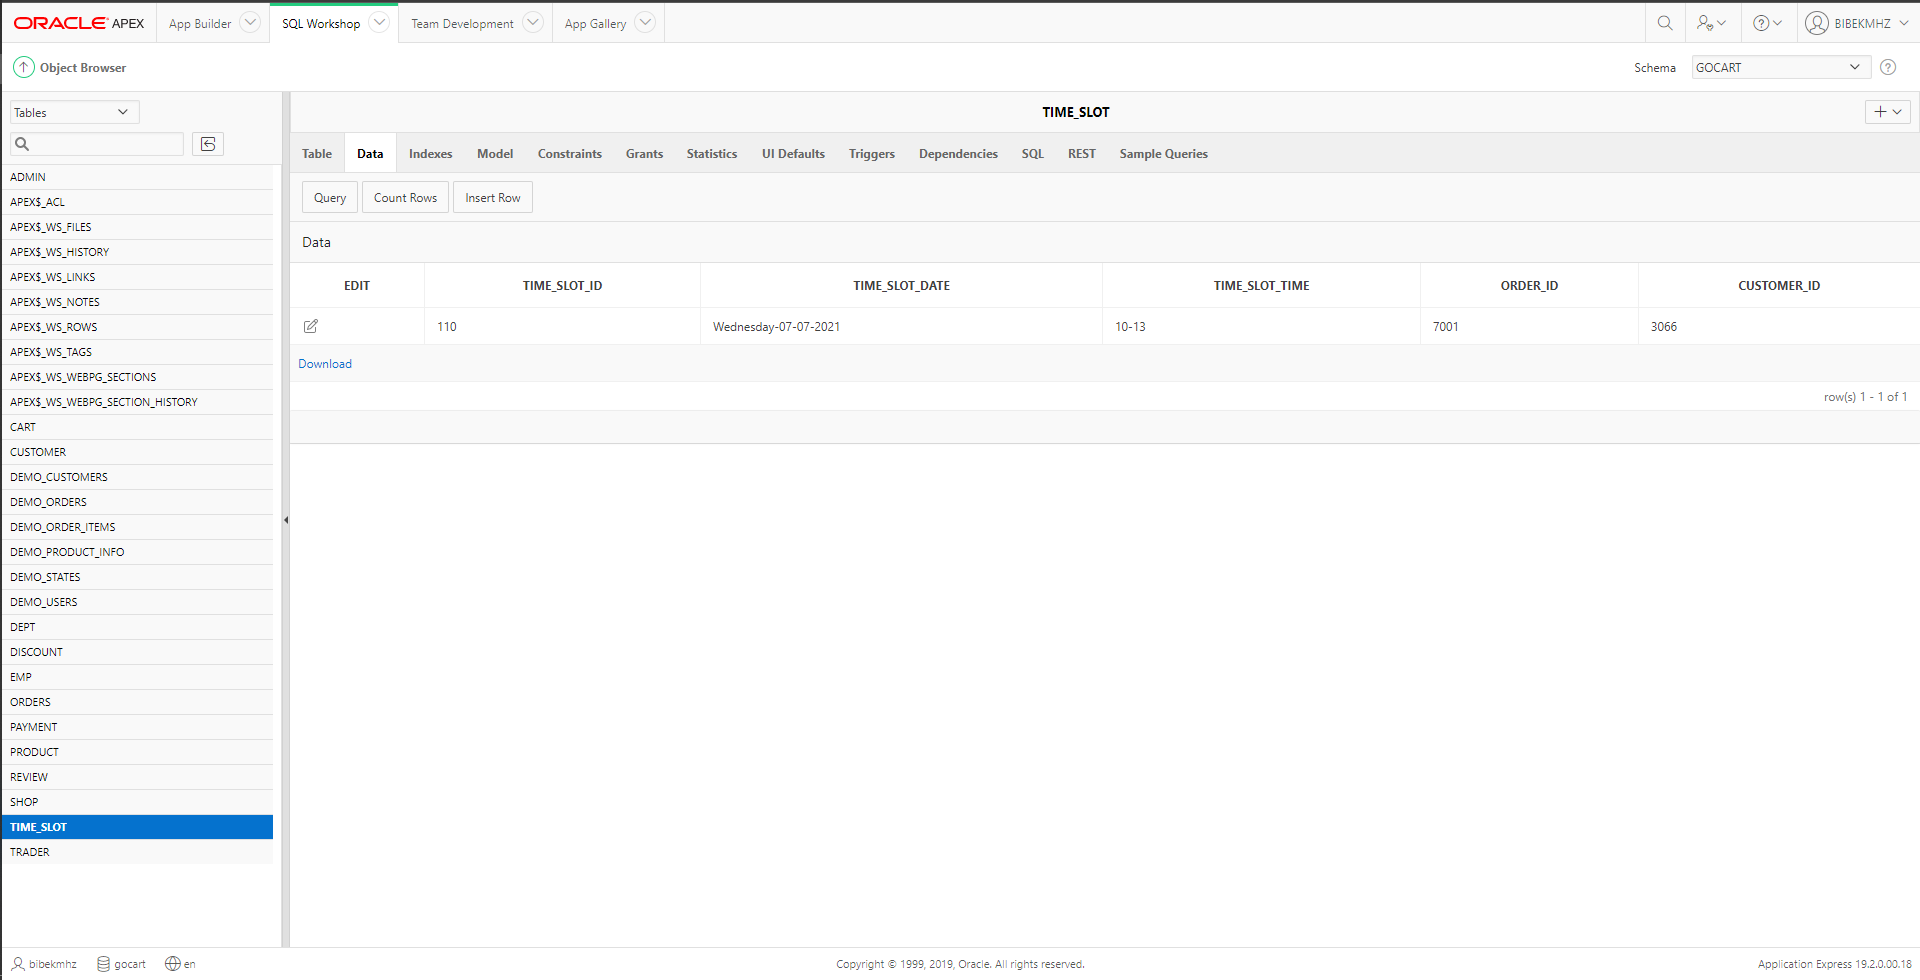 ORACLE APEX App Builder SQL Workshop Team Development App Gallery BIBEKMHZ
Object Browser Schema GOCART
Tables
TIME_SLOT
Table Data Indexes Model Constraints Grants Statistics UI Defaults Triggers Dependencies SQL REST Sample Queries
Query Count Rows Insert Row
Data
EDIT TIME_SLOT_ID TIME_SLOT_DATE TIME_SLOT_TIME ORDER_ID CUSTOMER_ID
110 Wednesday-07-07-2021 10-13 7001 3066
Download
row(s) 1 - 1 of 1
ADMIN
APEX$_ACL
APEX$_WS_FILES
APEX$_WS_HISTORY
APEX$_WS_LINKS
APEX$_WS_NOTES
APEX$_WS_ROWS
APEX$_WS_TAGS
APEX$_WS_WEBPG_SECTIONS
APEX$_WS_WEBPG_SECTION_HISTORY
CART
CUSTOMER
DEMO_CUSTOMERS
DEMO_ORDERS
DEMO_ORDER_ITEMS
DEMO_PRODUCT_INFO
DEMO_STATES
DEMO_USERS
DEPT
DISCOUNT
EMP
ORDERS
PAYMENT
PRODUCT
REVIEW
SHOP
TIME_SLOT
TRADER
bibekmhz gocart en Copyright © 1999, 2019, Oracle. All rights reserved. Application Express 19.2.0.00.18